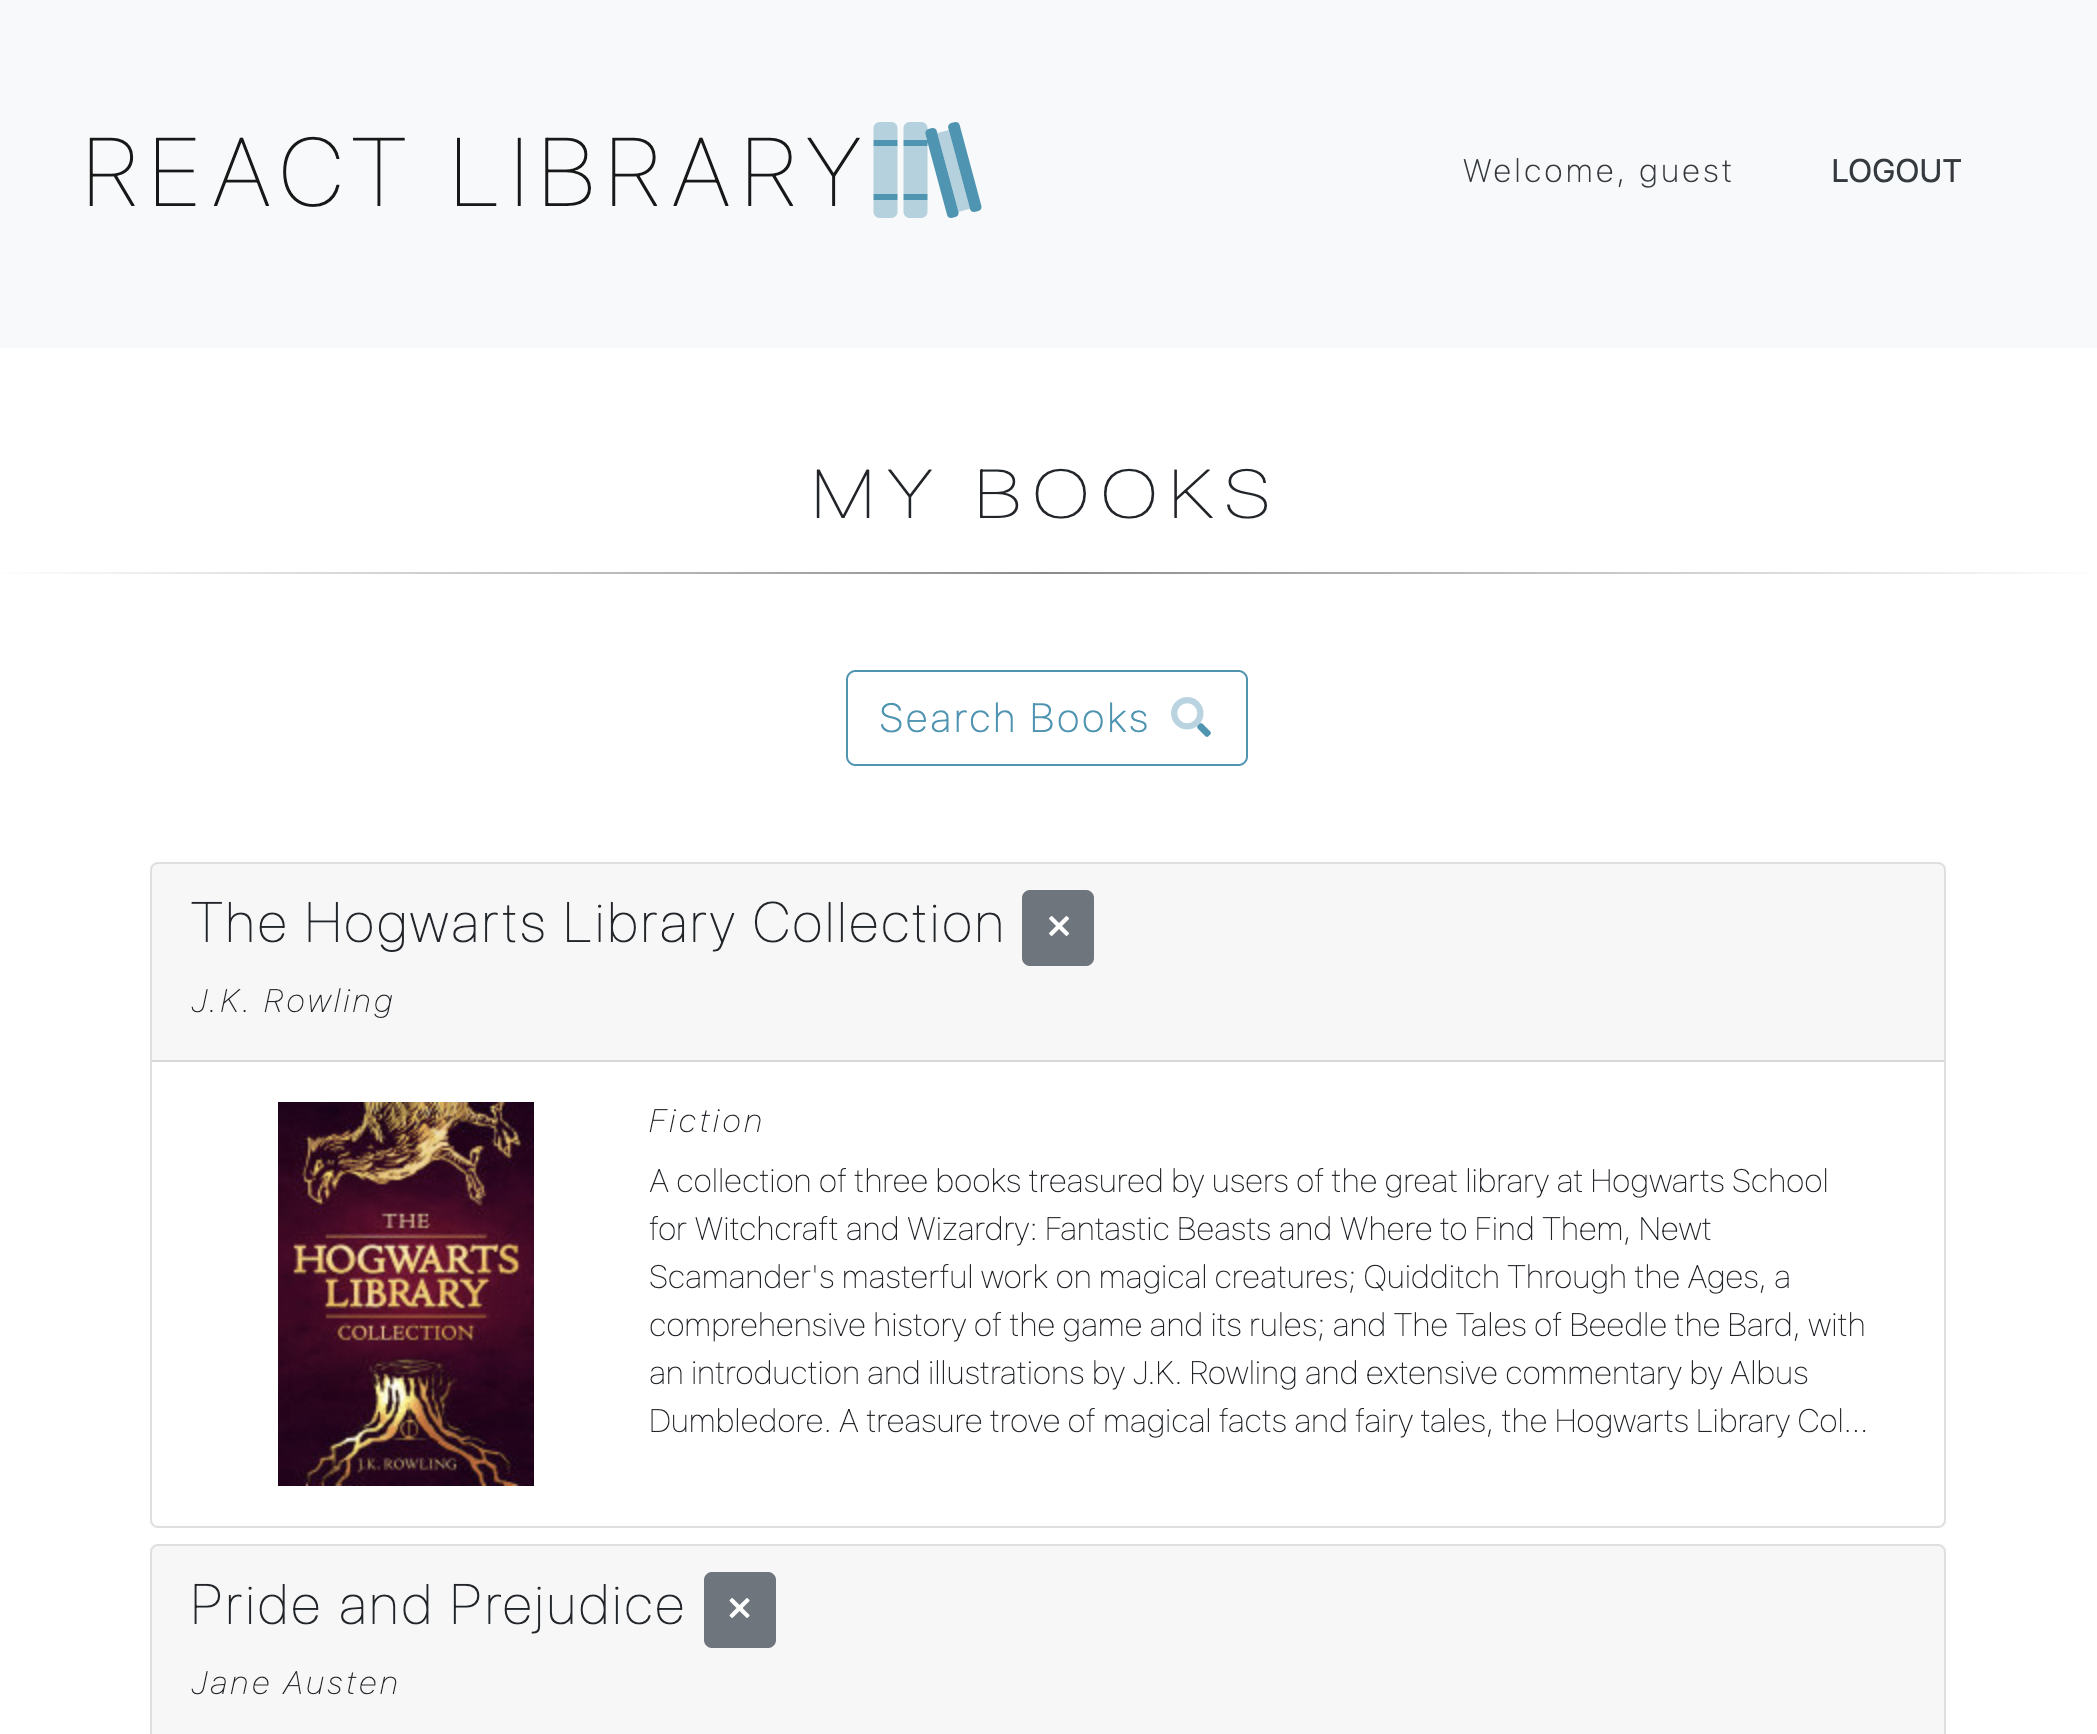 REACT LIBRARY
Welcome, guest
LOGOUT
MY BOOKS
Search Books
The Hogwarts Library Collection
J.K. Rowling
THE
HOGWARTS
LIBRARY
COLLECTION
J.K. ROWLING
Fiction
A collection of three books treasured by users of the great library at Hogwarts School
for Witchcraft and Wizardry: Fantastic Beasts and Where to Find Them, Newt
Scamander's masterful work on magical creatures; Quidditch Through the Ages, a
comprehensive history of the game and its rules; and The Tales of Beedle the Bard, with
an introduction and illustrations by J.K. Rowling and extensive commentary by Albus
Dumbledore. A treasure trove of magical facts and fairy tales, the Hogwarts Library Col...
Pride and Prejudice
Jane Austen